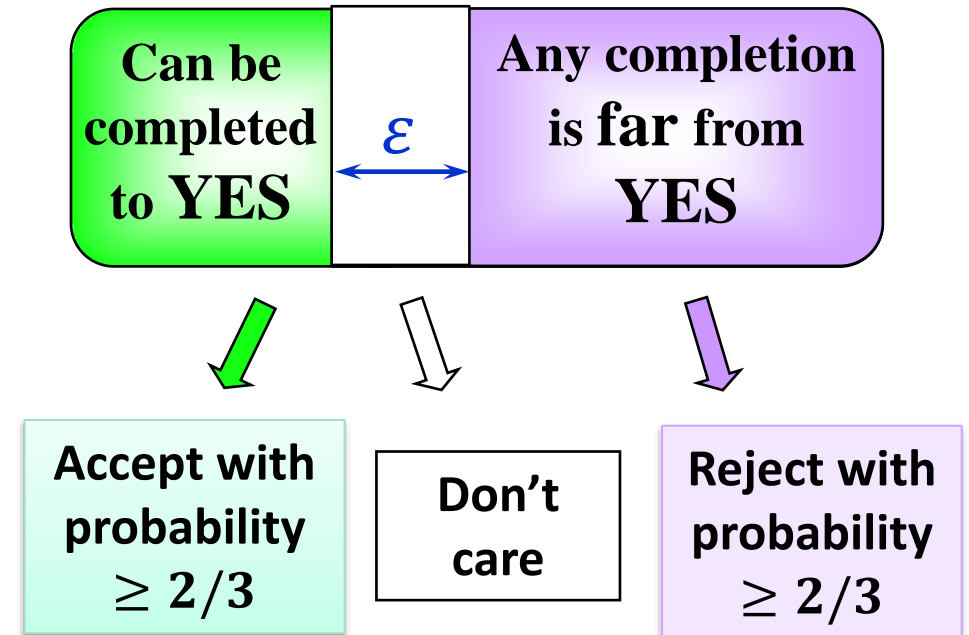 Can be
completed
to YES
ε
Any completion
is far from
YES
Accept with
probability
≥ 2/3
Don’t
care
Reject with
probability
≥ 2/3